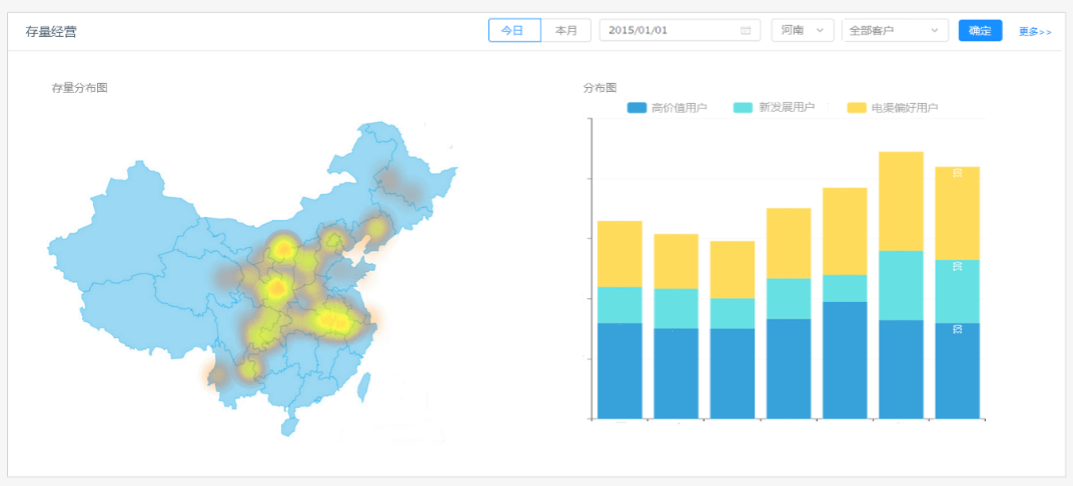 存量经营
今日 本月 2015/01/01 河南 全部客户 确定 更多>>
存量分布图
分布图
高价值用户 新发展用户 电渠偏好用户